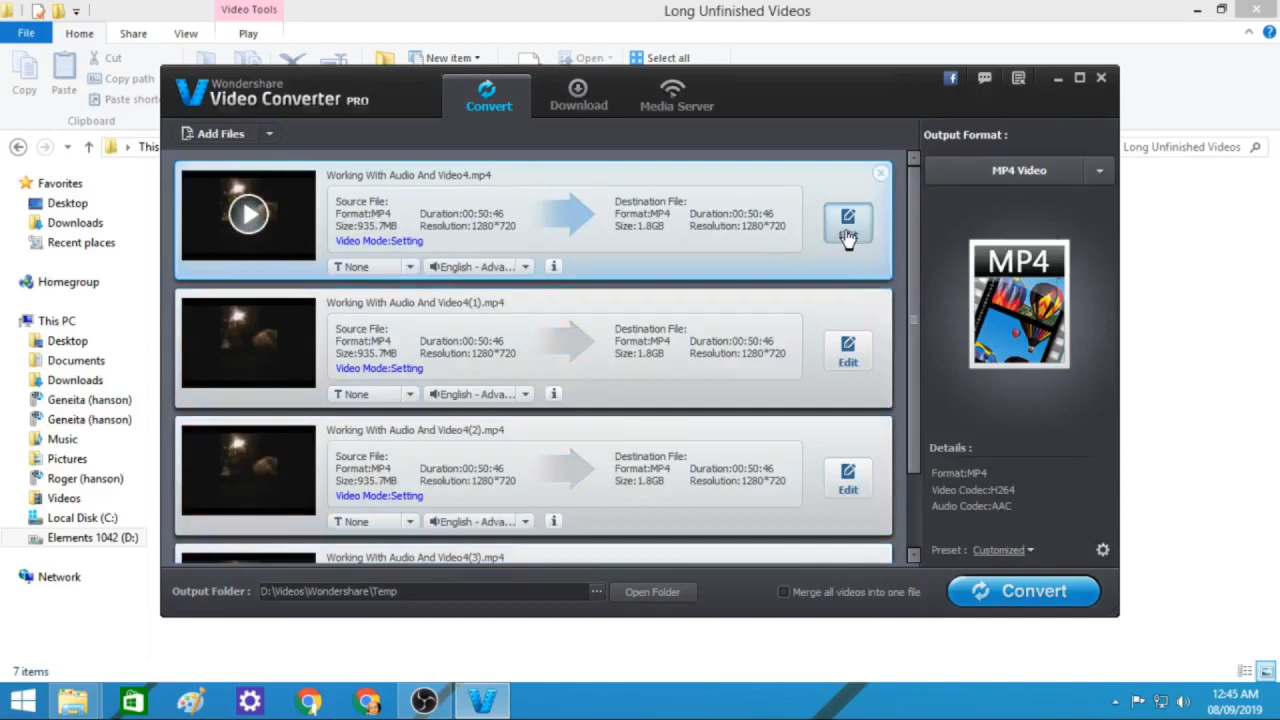 Video Tools
Long Unfinished Videos
File
Home
Share
View
Play
Copy
Paste
Cut
Copy path
Paste short
Clipboard
New item
Open
Select all
Wondershare
Video Converter PRO
Convert
Download
Media Server
Add Files
This
Long Unfinished Videos
Favorites
Desktop
Downloads
Recent places
Homegroup
This PC
Desktop
Documents
Downloads
Geneita (hanson)
Geneita (hanson)
Music
Pictures
Roger (hanson)
Videos
Local Disk (C:)
Elements 1042 (D:)
Network
Working With Audio And Video4.mp4
Source File:
Format:MP4 Duration:00:50:46
Size:935.7MB Resolution:1280*720
Video Mode:Setting
Destination File:
Format:MP4 Duration:00:50:46
Size:1.8GB Resolution:1280*720
None
English - Adva...
Working With Audio And Video4(1).mp4
Source File:
Format:MP4 Duration:00:50:46
Size:935.7MB Resolution:1280*720
Video Mode:Setting
Destination File:
Format:MP4 Duration:00:50:46
Size:1.8GB Resolution:1280*720
Edit
None
English - Adva...
Working With Audio And Video4(2).mp4
Source File:
Format:MP4 Duration:00:50:46
Size:935.7MB Resolution:1280*720
Video Mode:Setting
Destination File:
Format:MP4 Duration:00:50:46
Size:1.8GB Resolution:1280*720
Edit
None
English - Adva...
Working With Audio And Video4(3).mp4
Output Format :
MP4 Video
MP4
Details :
Format:MP4
Video Codec:H264
Audio Codec:AAC
Preset : Customized
Output Folder : D:\Videos\Wondershare\Temp
...
Open Folder
Merge all videos into one file
Convert
7 items
12:45 AM
08/09/2019